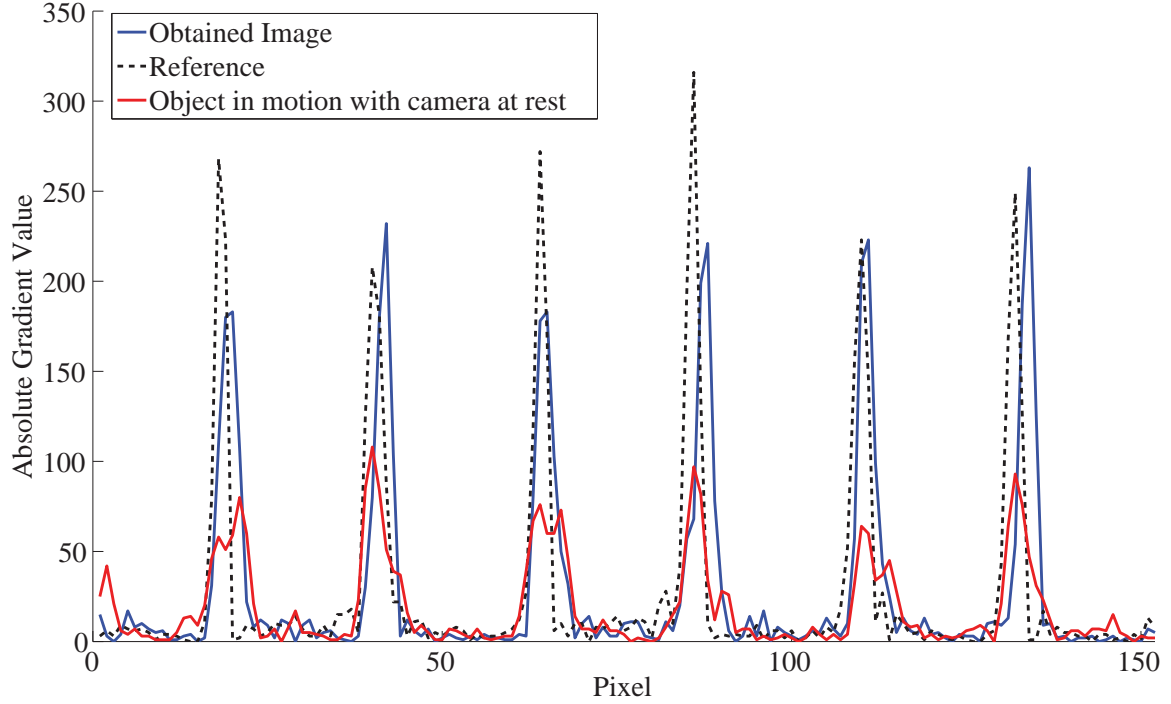 350
300
250
200
150
100
50
0
Absolute Gradient Value
Obtained Image
Reference
Object in motion with camera at rest
0
50
100
150
Pixel